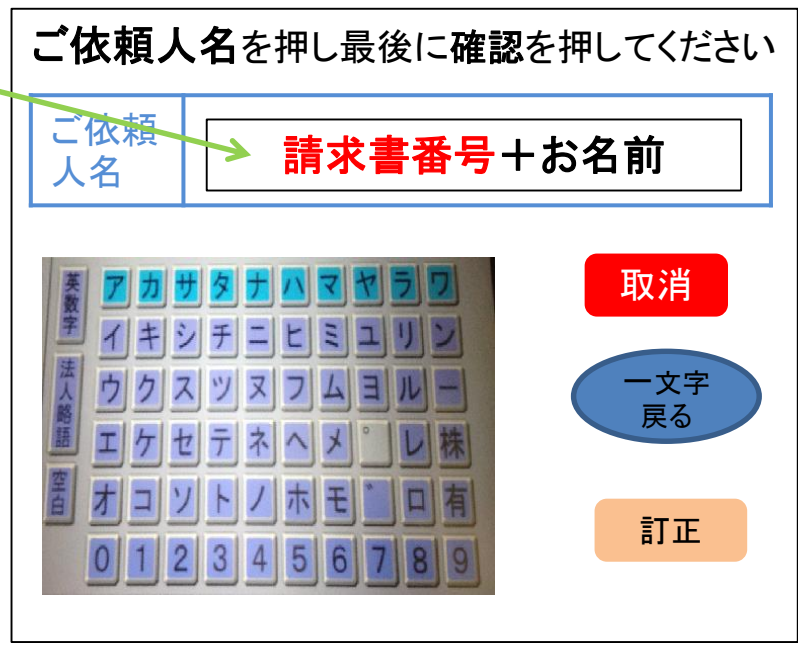 ご依頼人名を押し最後に確認を押してください
ご依頼
人名
請求書番号＋お名前
英数字
法人略語
空白
アカサタナハマヤラワ
イキシチニヒミユリン
ウクスツヌフムヨルー
エケセテネヘメ゜レ株
オコソトノホモ゛ロ有
0123456789
取消
一文字
戻る
訂正